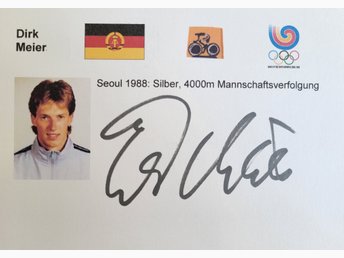 Dirk
Meier
Seoul 1988: Silber, 4000m Mannschaftsverfolgung